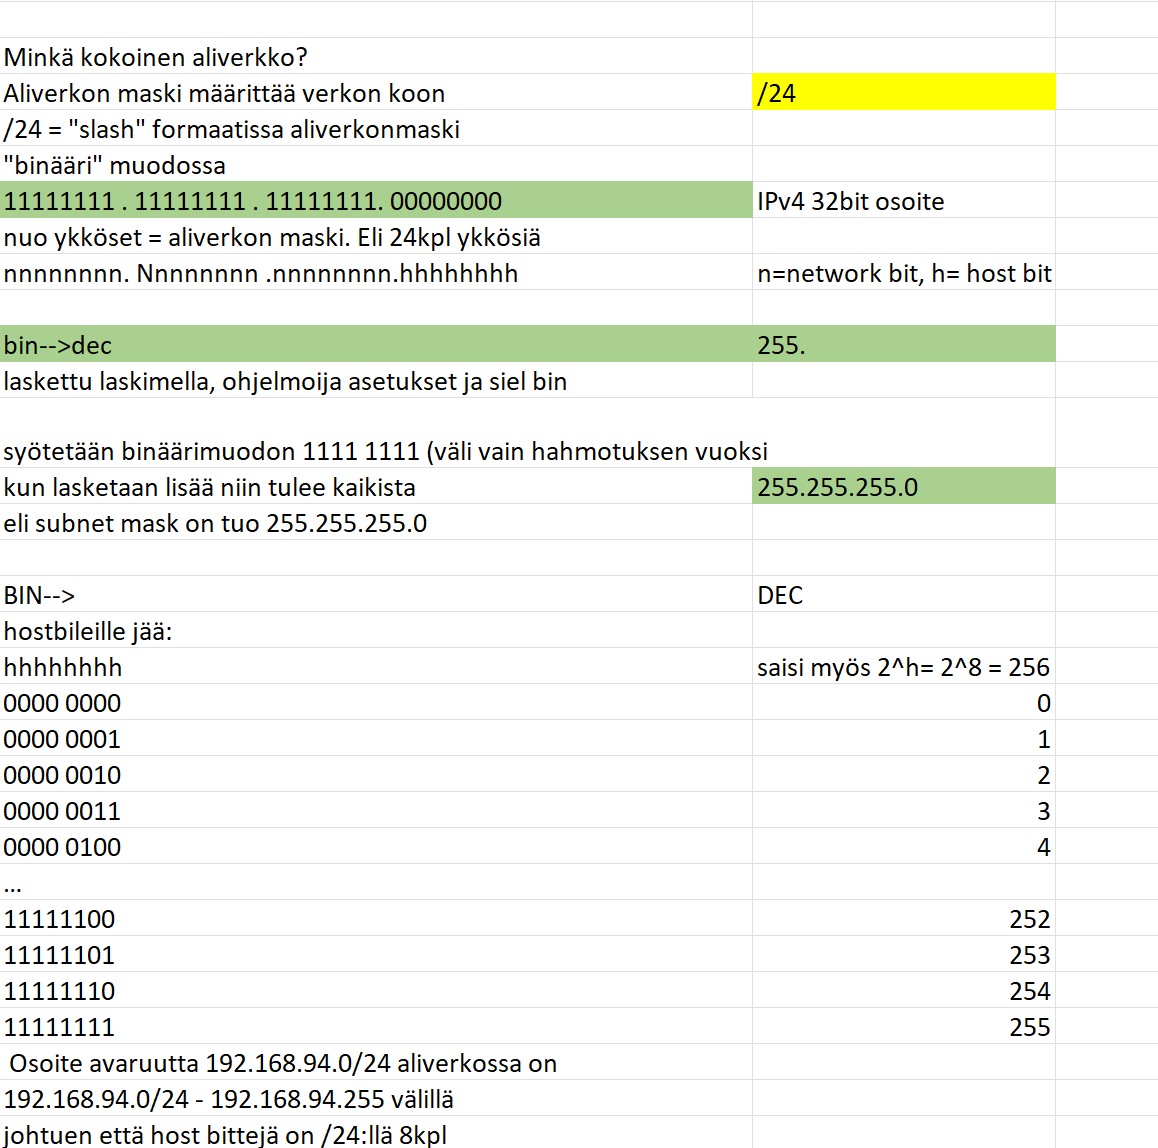 Minkä kokoinen aliverkko?
Aliverkon maski määrittää verkon koon /24
/24 = "slash" formaatissa aliverkonmaski
"binääri" muodossa
11111111 . 11111111 . 11111111. 00000000 IPv4 32bit osoite
nuo ykköset = aliverkon maski. Eli 24kpl ykkösiä
nnnnnnnn. Nnnnnnnn .nnnnnnnn.hhhhhhhh n=network bit, h= host bit
bin-->dec 255.
laskettu laskimella, ohjelmoija asetukset ja siel bin
syötetään binäärimuodon 1111 1111 (väli vain hahmotuksen vuoksi
kun lasketaan lisää niin tulee kaikista 255.255.255.0
eli subnet mask on tuo 255.255.255.0
BIN--> DEC
hostbileille jää:
hhhhhhhh saisi myös 2^h= 2^8 = 256
0000 0000 0
0000 0001 1
0000 0010 2
0000 0011 3
0000 0100 4
...
11111100 252
11111101 253
11111110 254
11111111 255
Osoite avaruutta 192.168.94.0/24 aliverkossa on
192.168.94.0/24 - 192.168.94.255 välillä
johtuen että host bittejä on /24:llä 8kpl